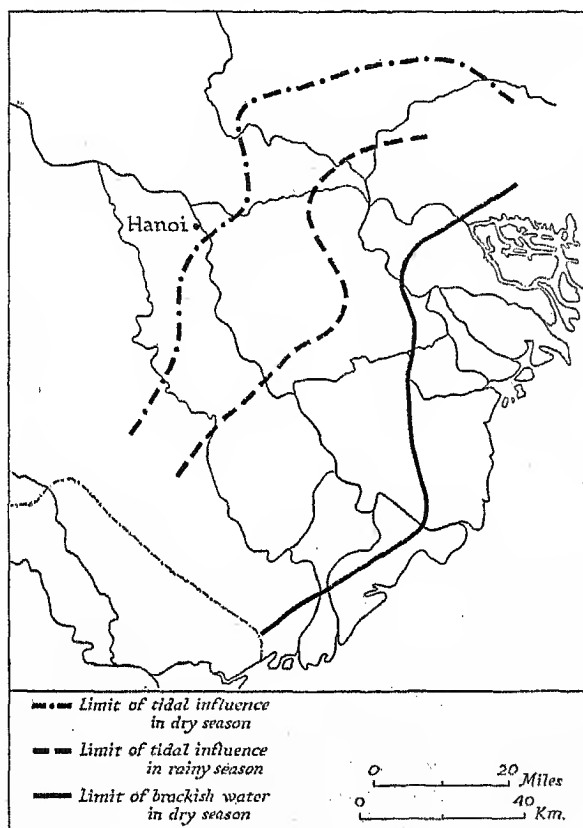 Hanoi
Limit of tidal influence
in dry season
Limit of tidal influence
in rainy season
Limit of brackish water
in dry season
0 20
Miles
0 40
Km.